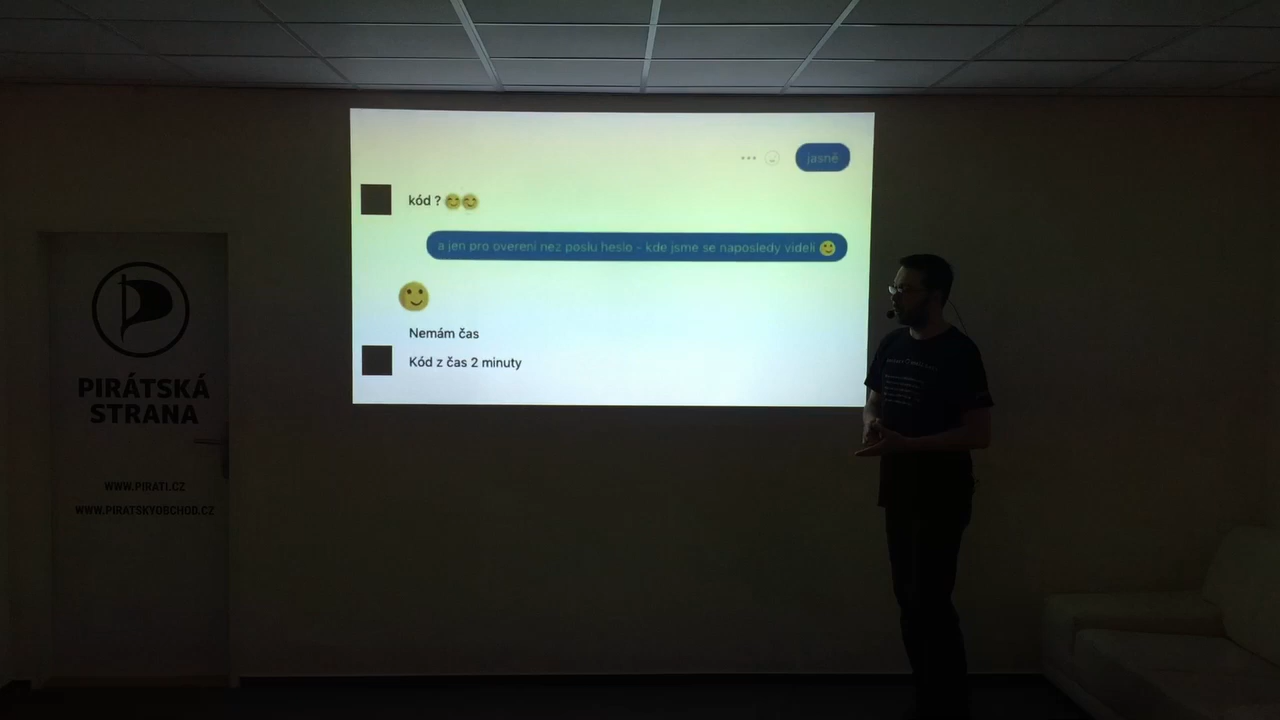 jasně
kód ?
a jen pro overeni nez poslu heslo - kde jsme se naposledy videli
Nemám čas
Kód z čas 2 minuty
PIRÁTSKÁ
STRANA
WWW.PIRATI.CZ
WWW.PIRATSKYOBCHOD.CZ